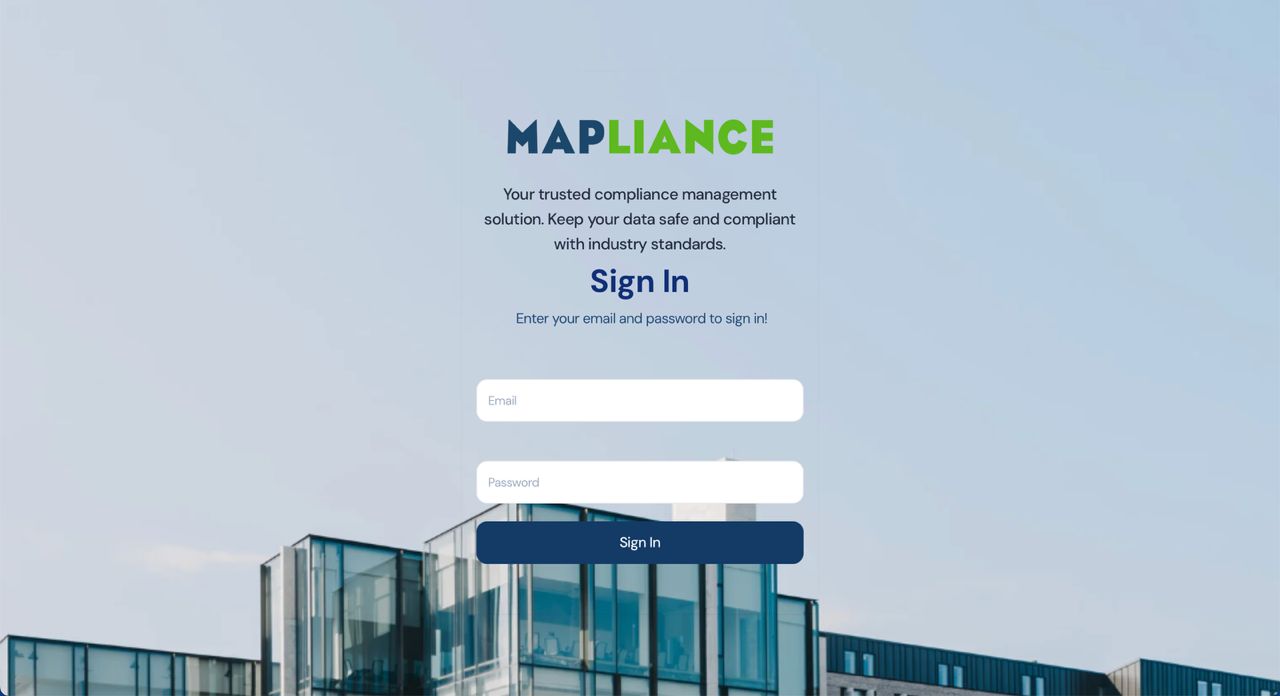 MAPLIANCE
Your trusted compliance management
solution. Keep your data safe and compliant
with industry standards.
Sign In
Enter your email and password to sign in!
Email
Password
Sign In